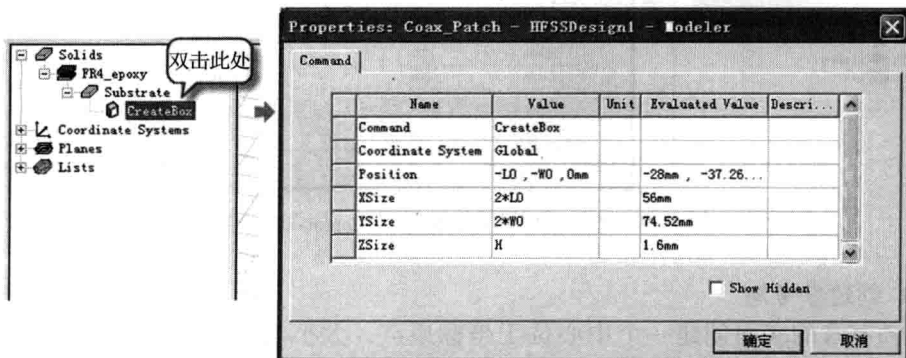 Solids
FR4_epoxy
Substrate
CreateBox
Coordinate Systems
Planes
Lists
双击此处
Properties: Coax_Patch - HFSSDesign1 - Modeler
Command
Name Value Unit Evaluated Value Descri...
Command CreateBox
Coordinate System Global
Position -L0 ,-W0 ,0mm -28mm , -37.26...
XSize 2*L0 56mm
YSize 2*W0 74.52mm
ZSize H 1.6mm
Show Hidden
确定 取消